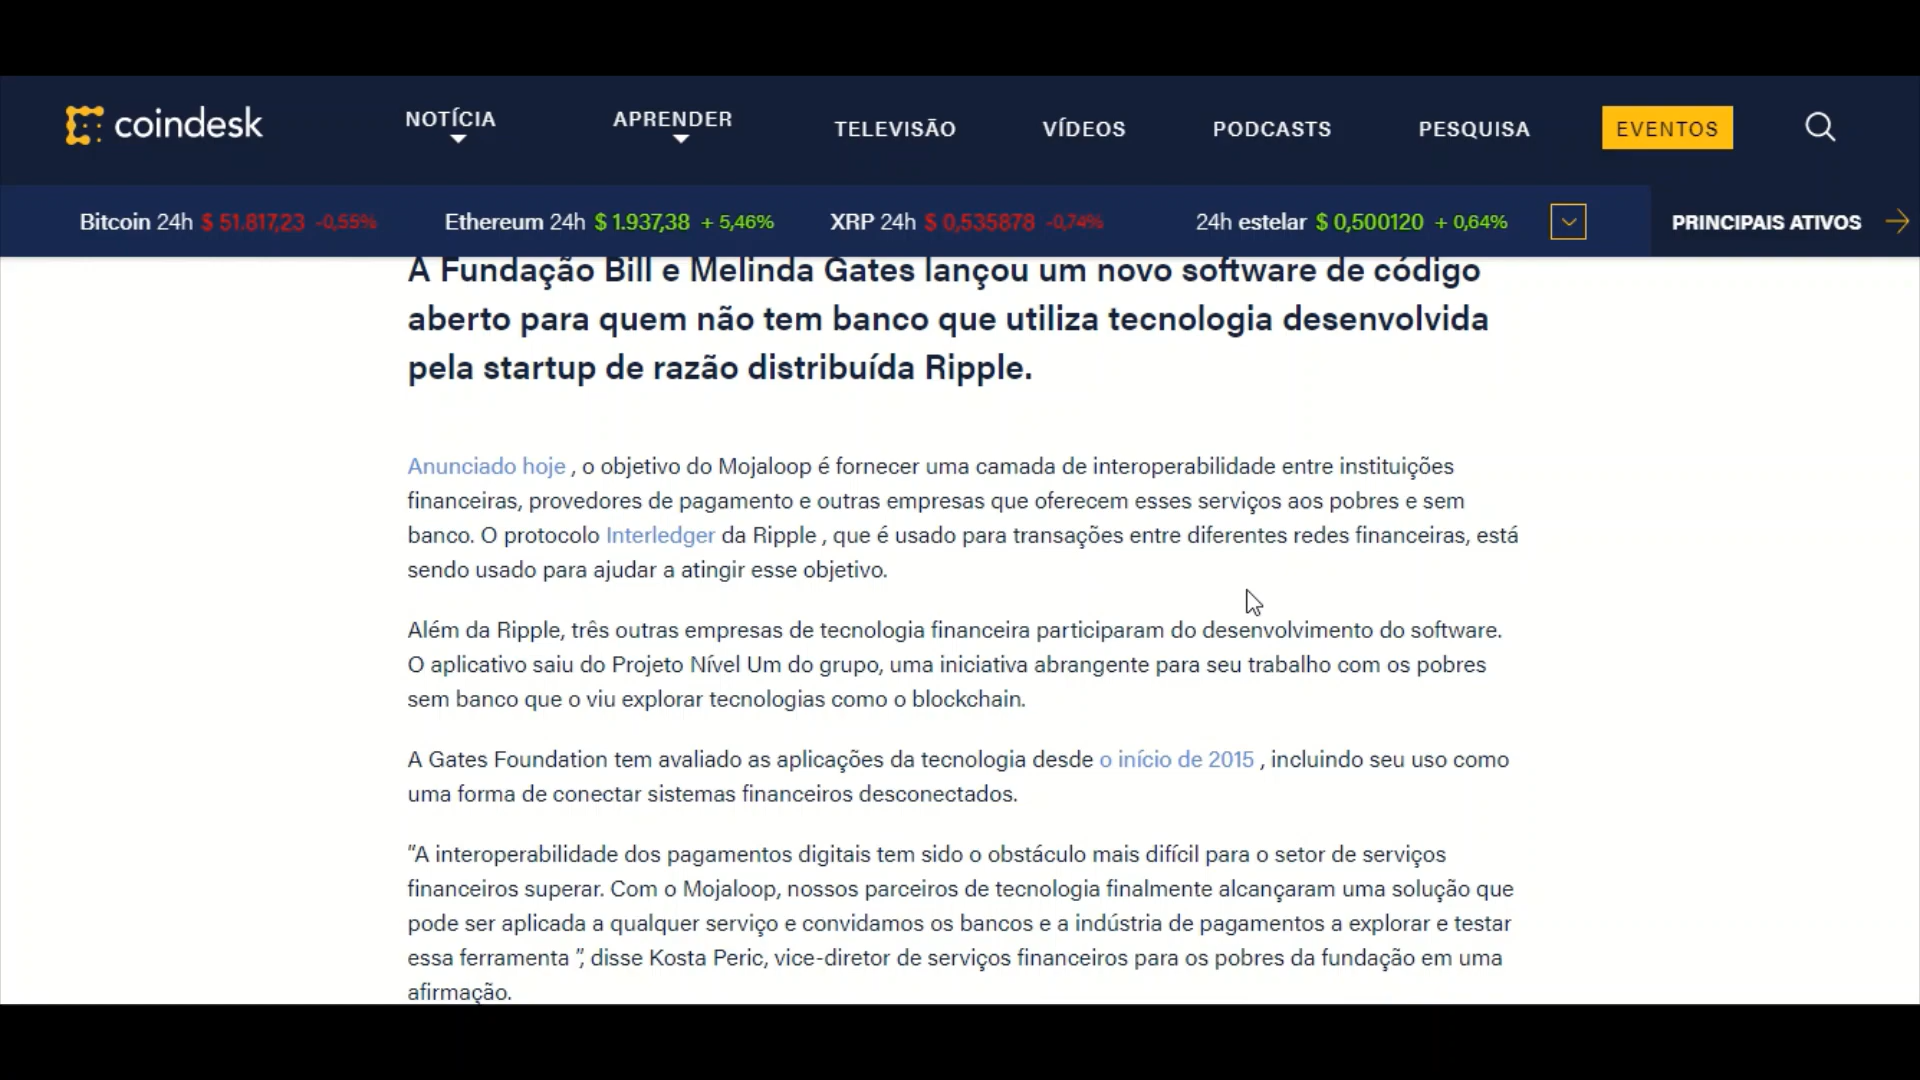 coindesk
NOTÍCIA
APRENDER
TELEVISÃO
VÍDEOS
PODCASTS
PESQUISA
EVENTOS
Bitcoin 24h $ 51.817,23 -0,55%
Ethereum 24h $ 1.937,38 + 5,46%
XRP 24h $ 0,535878 -0,74%
24h estelar $ 0,500120 + 0,64%
PRINCIPAIS ATIVOS
A Fundação Bill e Melinda Gates lançou um novo software de código
aberto para quem não tem banco que utiliza tecnologia desenvolvida
pela startup de razão distribuída Ripple.
Anunciado hoje , o objetivo do Mojaloop é fornecer uma camada de interoperabilidade entre instituições
financeiras, provedores de pagamento e outras empresas que oferecem esses serviços aos pobres e sem
banco. O protocolo Interledger da Ripple , que é usado para transações entre diferentes redes financeiras, está
sendo usado para ajudar a atingir esse objetivo.
Além da Ripple, três outras empresas de tecnologia financeira participaram do desenvolvimento do software.
O aplicativo saiu do Projeto Nível Um do grupo, uma iniciativa abrangente para seu trabalho com os pobres
sem banco que o viu explorar tecnologias como o blockchain.
A Gates Foundation tem avaliado as aplicações da tecnologia desde o início de 2015 , incluindo seu uso como
uma forma de conectar sistemas financeiros desconectados.
"A interoperabilidade dos pagamentos digitais tem sido o obstáculo mais difícil para o setor de serviços
financeiros superar. Com o Mojaloop, nossos parceiros de tecnologia finalmente alcançaram uma solução que
pode ser aplicada a qualquer serviço e convidamos os bancos e a indústria de pagamentos a explorar e testar
essa ferramenta ", disse Kosta Peric, vice-diretor de serviços financeiros para os pobres da fundação em uma
afirmação.